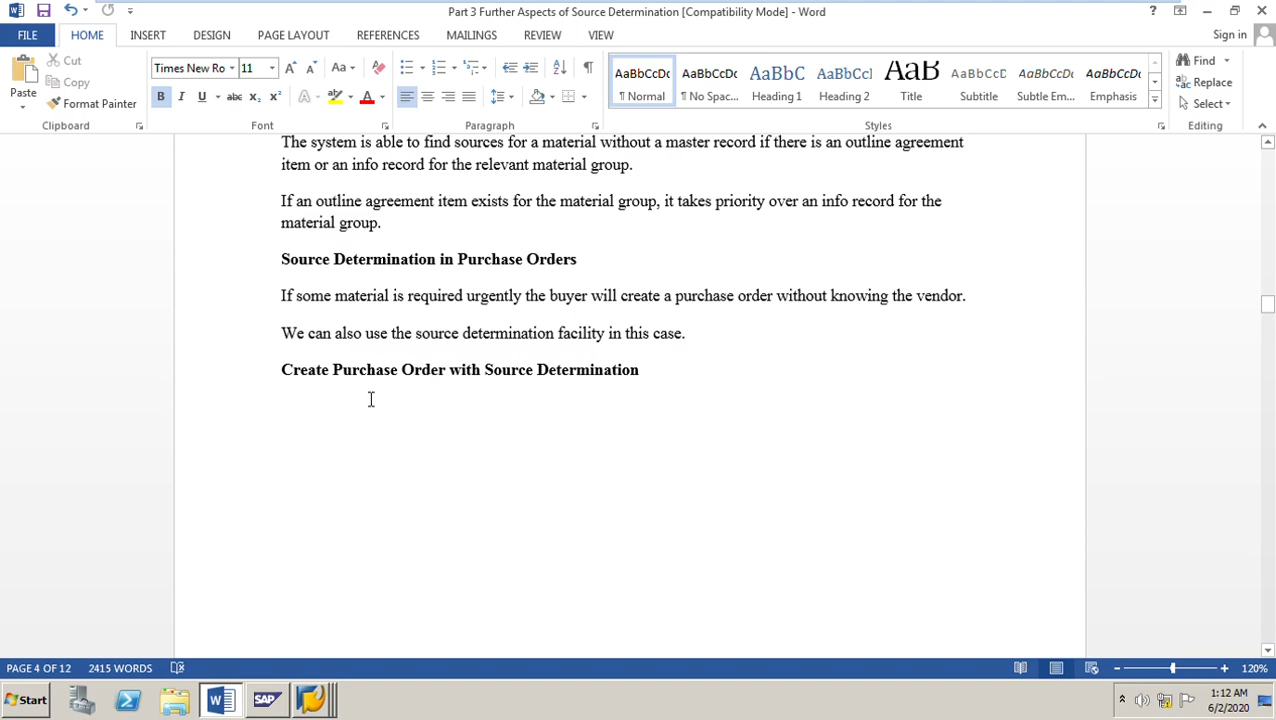 Part 3 Further Aspects of Source Determination [Compatibility Mode] - Word
?
FILE HOME INSERT DESIGN PAGE LAYOUT REFERENCES MAILINGS REVIEW VIEW Sign in
Paste
Cut
Copy
Format Painter
Times New Ro 11
AaBbCcDc AaBbCcDc AaBbC AaBbCcC AaB AaBbCcD AaBbCcDc AaBbCcDc
¶ Normal ¶ No Spac... Heading 1 Heading 2 Title Subtitle Subtle Em... Emphasis
Find
Replace
Select
Clipboard Font Paragraph Styles Editing
The system is able to find sources for a material without a master record if there is an outline agreement
item or an info record for the relevant material group.
If an outline agreement item exists for the material group, it takes priority over an info record for the
material group.
Source Determination in Purchase Orders
If some material is required urgently the buyer will create a purchase order without knowing the vendor.
We can also use the source determination facility in this case.
Create Purchase Order with Source Determination
PAGE 4 OF 12 2415 WORDS 120%
Start SAP 1:12 AM
6/2/2020